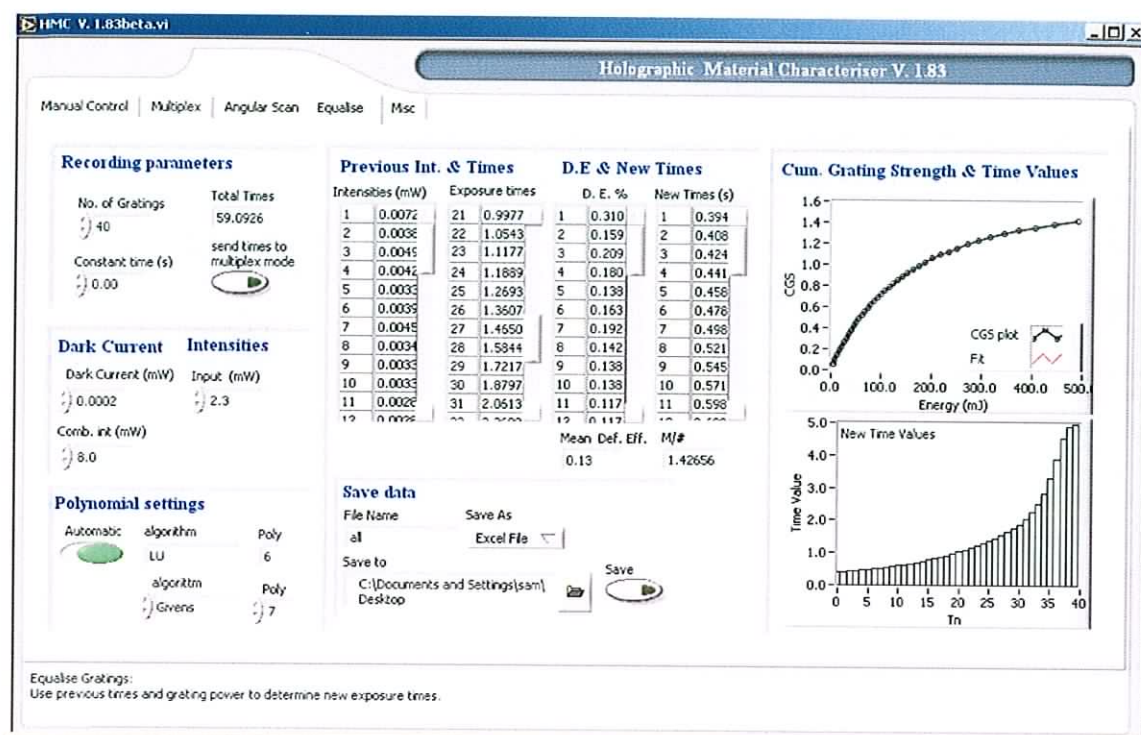 HMC V. 1.83beta.vi
Holographic Material Characteriser V. 1.83
Manual Control Multiplex Angular Scan Equalise Misc
Recording parameters
No. of Gratings
40
Total Times
59.0926
Constant time (s)
0.00
send times to
multiplex mode
Dark Current
Dark Current (mW)
0.0002
Intensities
Input (mW)
2.3
Comb. int (mW)
8.0
Polynomial settings
Automatic algorithm Poly
LU 6
algorittm Poly
Givens 7
Previous Int. & Times
Intensities (mW) Exposure times
1 0.0072 21 0.9977
2 0.0038 22 1.0543
3 0.0049 23 1.1177
4 0.0042 24 1.1889
5 0.0033 25 1.2693
6 0.0039 26 1.3607
7 0.0045 27 1.4650
8 0.0034 28 1.5844
9 0.0033 29 1.7217
10 0.0033 30 1.8797
11 0.0028 31 2.0613
12
D.E & New Times
D. E. % New Times (s)
1 0.310 1 0.394
2 0.159 2 0.408
3 0.209 3 0.424
4 0.180 4 0.441
5 0.138 5 0.458
6 0.163 6 0.478
7 0.192 7 0.498
8 0.142 8 0.521
9 0.138 9 0.545
10 0.138 10 0.571
11 0.117 11 0.598
12 0.117
Mean Def. Eff. M/#
0.13 1.42656
Save data
File Name Save As
all Excel File
Save to
C:\Documents and Settings\sam\
Desktop
Save
Cum. Grating Strength & Time Values
1.6
1.4
1.2
1.0
0.8
0.6
0.4
0.2
0.0
CGS
CGS plot
Fit
0.0 100.0 200.0 300.0 400.0 500.
Energy (mJ)
New Time Values
5.0
4.0
3.0
2.0
1.0
0.0
Time Value
0 5 10 15 20 25 30 35 40
Tn
Equalise Gratings:
Use previous times and grating power to determine new exposure times.